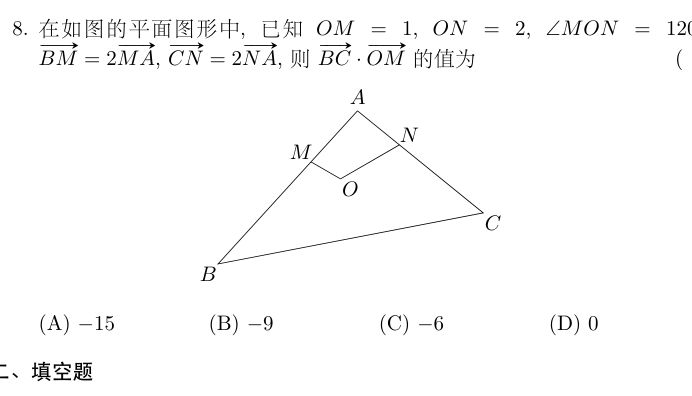 8. 在如图的平面图形中, 已知 OM = 1, ON = 2, ∠MON = 120
BM→ = 2MA→, CN→ = 2NA→, 则 BC→ · OM→ 的值为 (
A
M
N
O
C
B
(A) −15 (B) −9 (C) −6 (D) 0
二、填空题